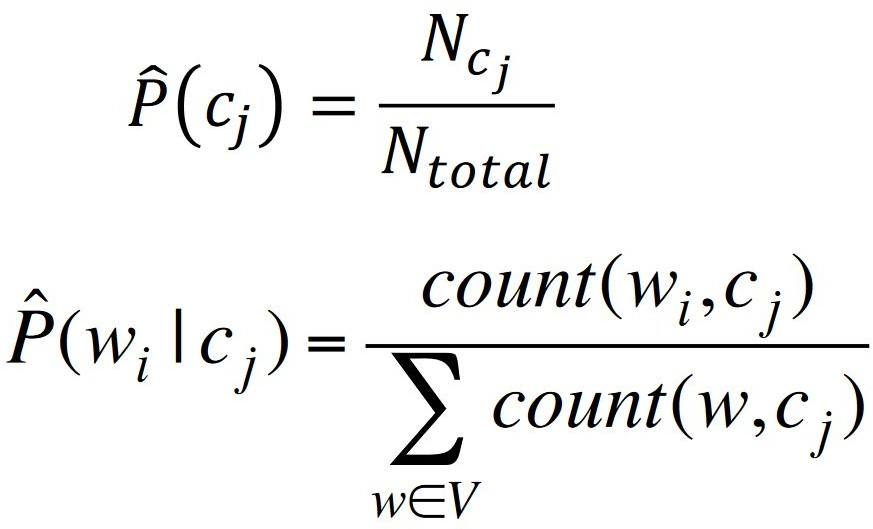 P̂(c_j) = N_{c_j} / N_{total}
P̂(w_i | c_j) = count(w_i, c_j) / ∑_{w∈V} count(w, c_j)